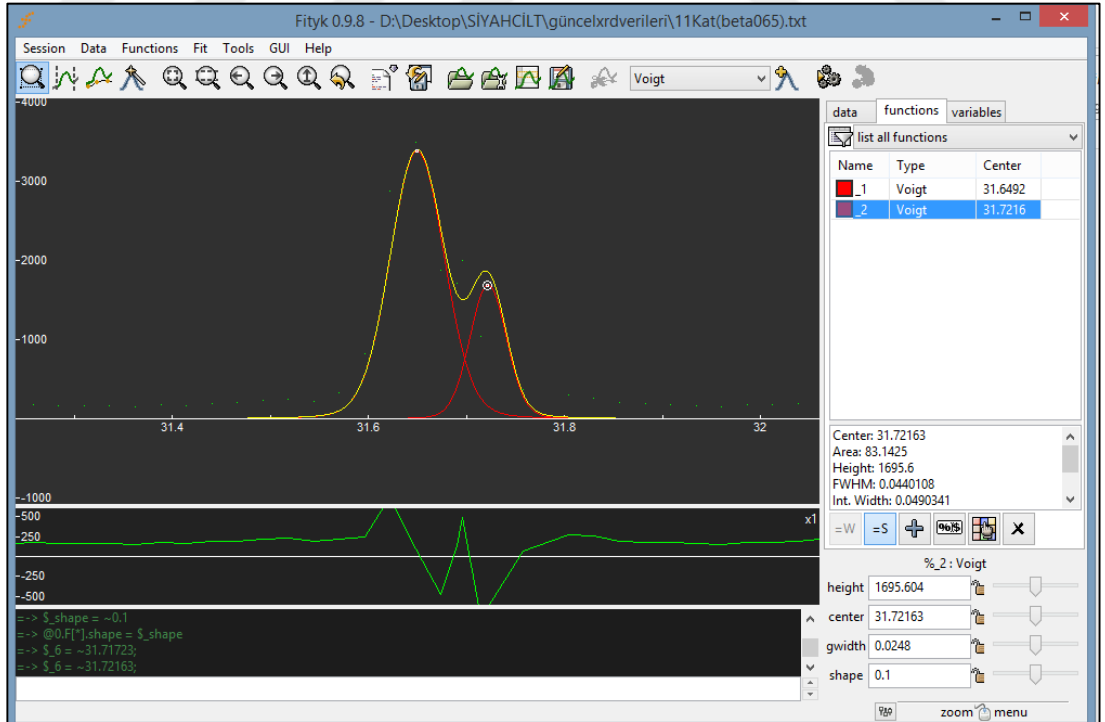 Fityk 0.9.8 - D:\Desktop\SİYAHCİLT\güncelxrdverileri\11Kat(beta065).txt
Session Data Functions Fit Tools GUI Help
Voigt
data functions variables
list all functions
Name Type Center
_1 Voigt 31.6492
_2 Voigt 31.7216
-4000
-3000
-2000
-1000
31.4 31.6 31.8 32
--1000
Center: 31.72163
Area: 83.1425
Height: 1695.6
FWHM: 0.0440108
Int. Width: 0.0490341
-500
x1
-250
--250
--500
=W =S
%_2 : Voigt
height 1695.604
center 31.72163
gwidth 0.0248
shape 0.1
=-> $_shape = ~0.1
=-> @0.F[*].shape = $_shape
=-> $_6 = ~31.71723;
=-> $_6 = ~31.72163;
zoom menu